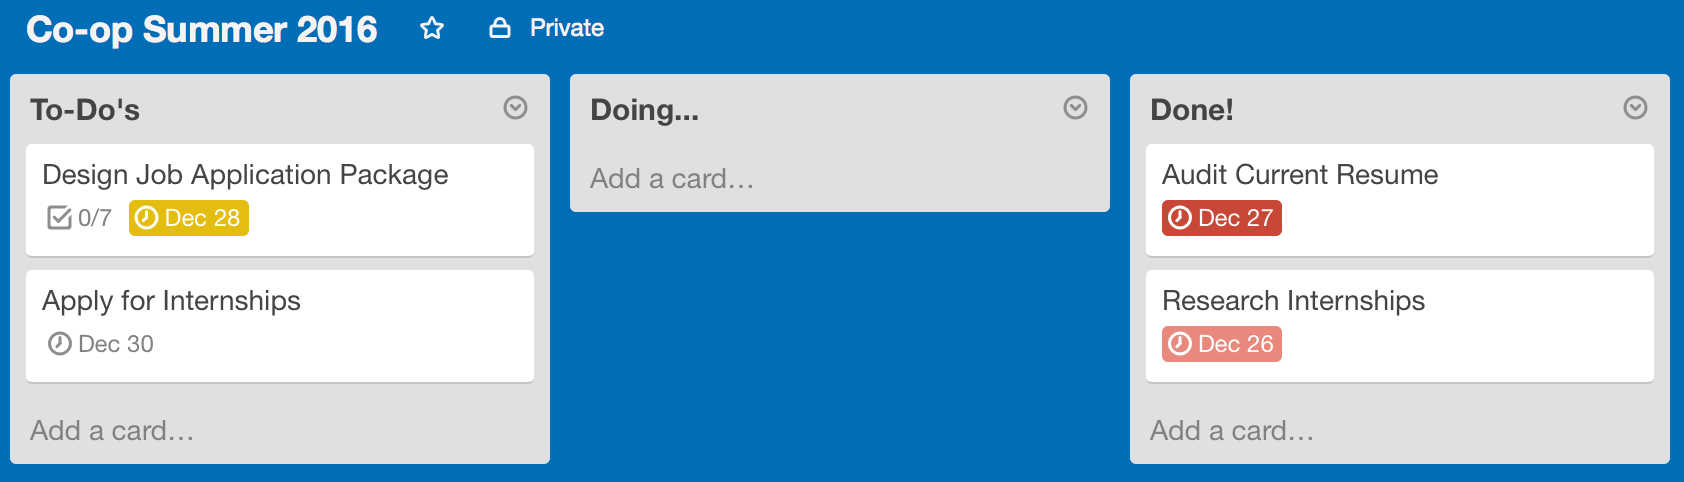 Co-op Summer 2016 Private
To-Do's
Design Job Application Package
0/7 Dec 28
Apply for Internships
Dec 30
Add a card…
Doing...
Add a card…
Done!
Audit Current Resume
Dec 27
Research Internships
Dec 26
Add a card…